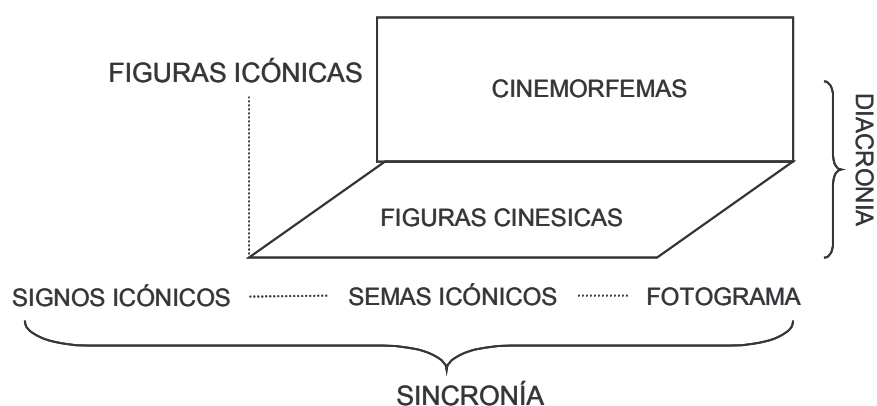 FIGURAS ICÓNICAS
CINEMORFEMAS
DIACRONIA
FIGURAS CINESICAS
SIGNOS ICÓNICOS
SEMAS ICÓNICOS
FOTOGRAMA
SINCRONÍA